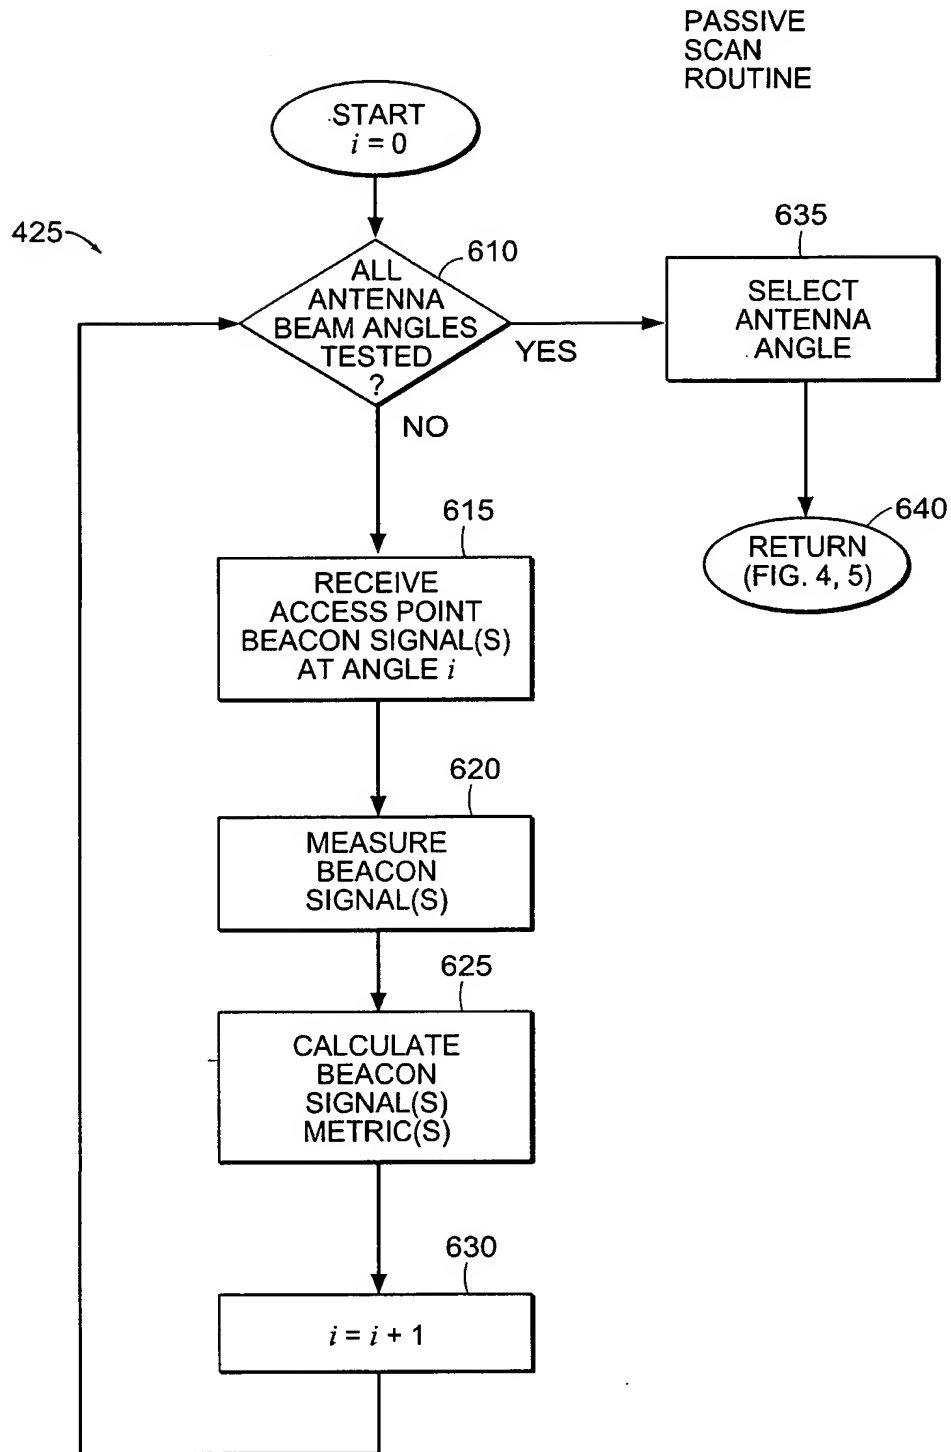 PASSIVE
SCAN
ROUTINE
START
i = 0
425
610
ALL
ANTENNA
BEAM ANGLES
TESTED
?
YES
NO
635
SELECT
ANTENNA
ANGLE
640
RETURN
(FIG. 4, 5)
615
RECEIVE
ACCESS POINT
BEACON SIGNAL(S)
AT ANGLE i
620
MEASURE
BEACON
SIGNAL(S)
625
CALCULATE
BEACON
SIGNAL(S)
METRIC(S)
630
i = i + 1